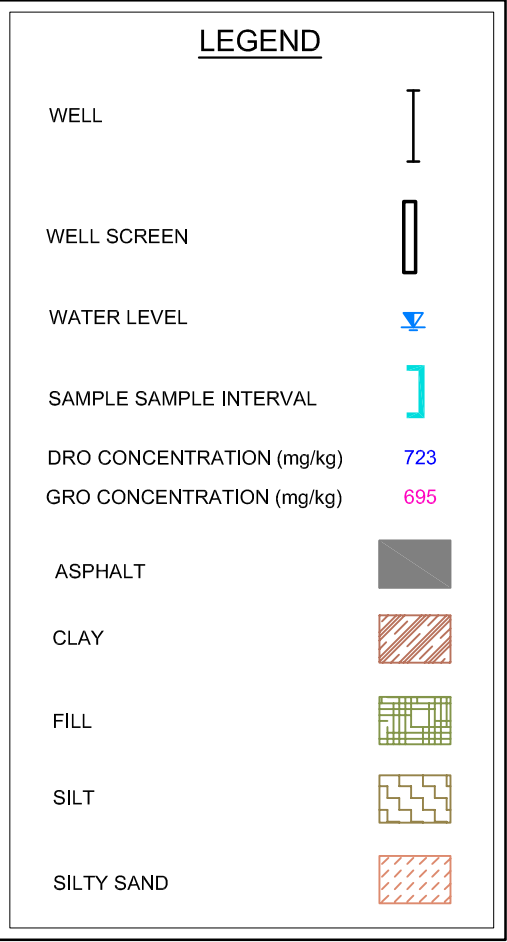 LEGEND
WELL
WELL SCREEN
WATER LEVEL
SAMPLE SAMPLE INTERVAL
DRO CONCENTRATION (mg/kg) 723
GRO CONCENTRATION (mg/kg) 695
ASPHALT
CLAY
FILL
SILT
SILTY SAND